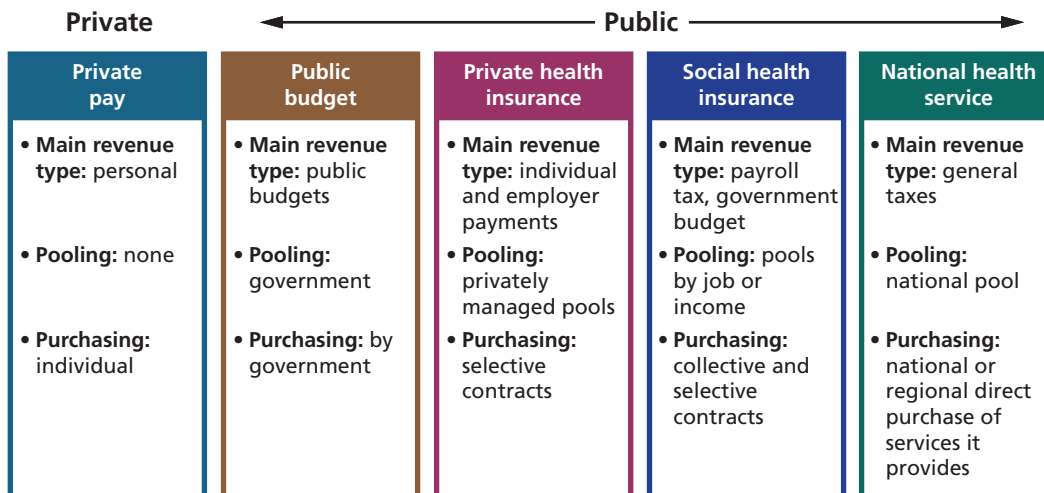 Private
Public
Private
pay
• Main revenue
type: personal
• Pooling: none
• Purchasing:
individual
Public
budget
• Main revenue
type: public
budgets
• Pooling:
government
• Purchasing: by
government
Private health
insurance
• Main revenue
type: individual
and employer
payments
• Pooling:
privately
managed pools
• Purchasing:
selective
contracts
Social health
insurance
• Main revenue
type: payroll
tax, government
budget
• Pooling: pools
by job or
income
• Purchasing:
collective and
selective
contracts
National health
service
• Main revenue
type: general
taxes
• Pooling:
national pool
• Purchasing:
national or
regional direct
purchase of
services it
provides